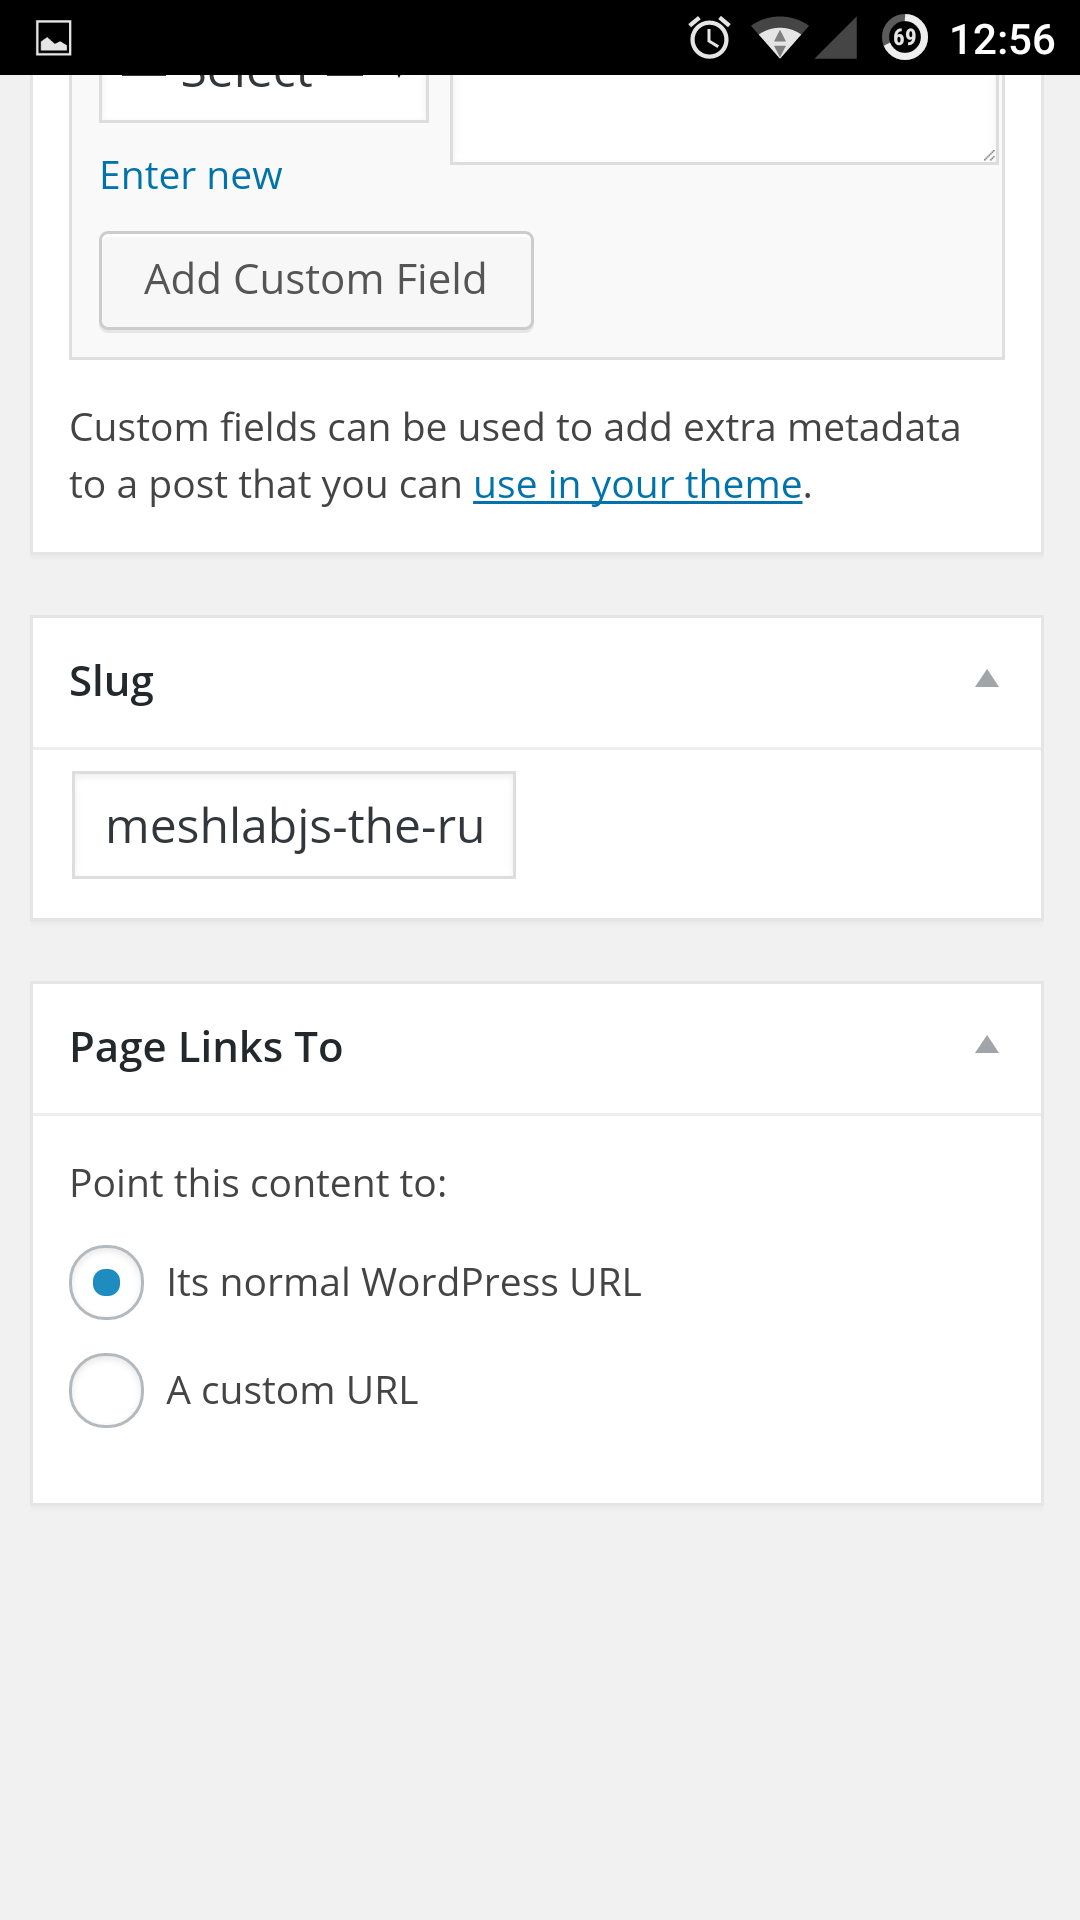 69 12:56
— Select —
Enter new
Add Custom Field
Custom fields can be used to add extra metadata
to a post that you can use in your theme.
Slug
meshlabjs-the-ru
Page Links To
Point this content to:
Its normal WordPress URL
A custom URL